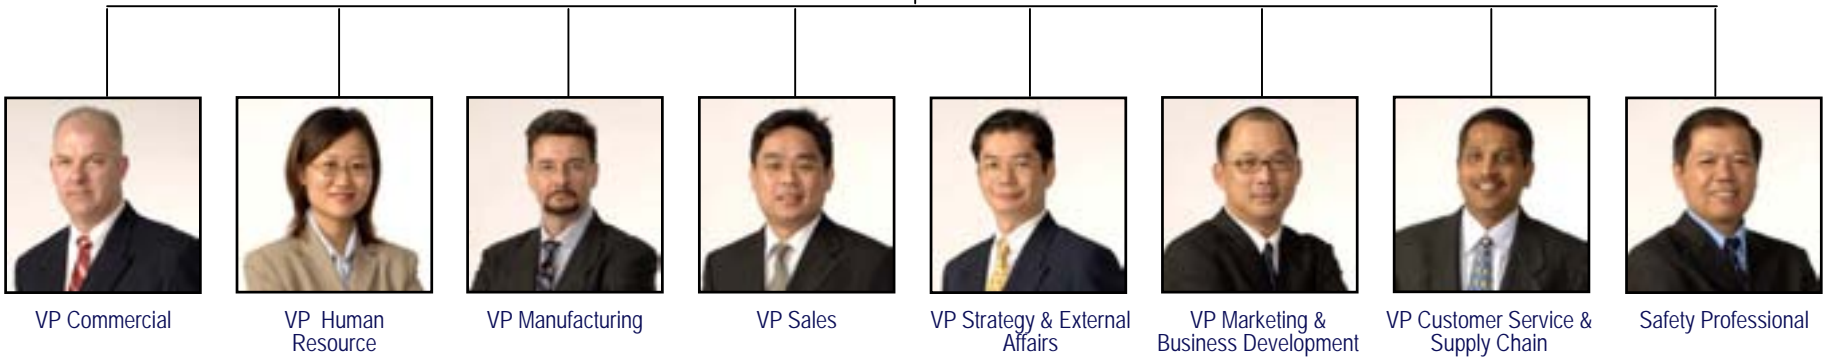 VP Commercial
VP Human
Resource
VP Manufacturing
VP Sales
VP Strategy & External
Affairs
VP Marketing &
Business Development
VP Customer Service &
Supply Chain
Safety Professional